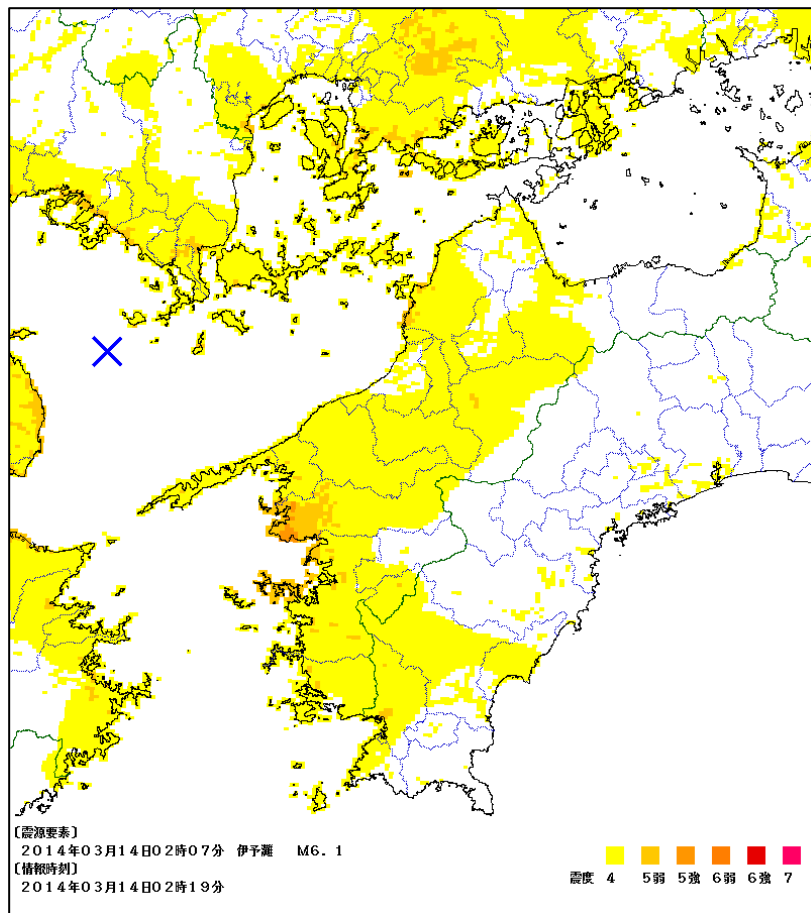 ［震源要素］
２０１４年０３月１４日０２時０７分 伊予灘 Ｍ６．１
［情報時刻］
２０１４年０３月１４日０２時１９分
震度 ４ ５弱 ５強 ６弱 ６強 ７